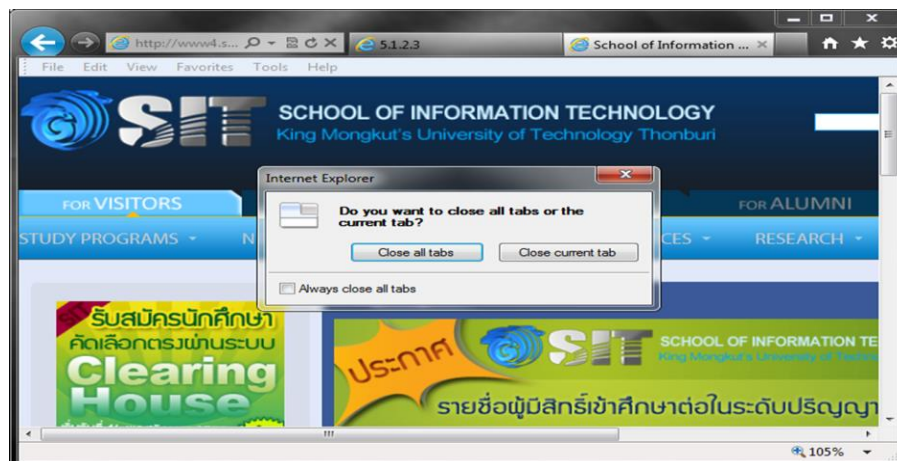 http://www4.s... 5.1.2.3 School of Information ...
File Edit View Favorites Tools Help
SIT SCHOOL OF INFORMATION TECHNOLOGY
King Mongkut's University of Technology Thonburi
Internet Explorer
FOR VISITORS FOR ALUMNI
Do you want to close all tabs or the
current tab?
STUDY PROGRAMS RESEARCH
Close all tabs Close current tab
Always close all tabs
รับสมัครนักศึกษา
คัดเลือกตรงผ่านระบบ
Clearing
House
ประกาศ
SIT SCHOOL OF INFORMATION TE
King Mongkut's University of
รายชื่อผู้มีสิทธิ์เข้าศึกษาต่อในระดับปริญญา
105%